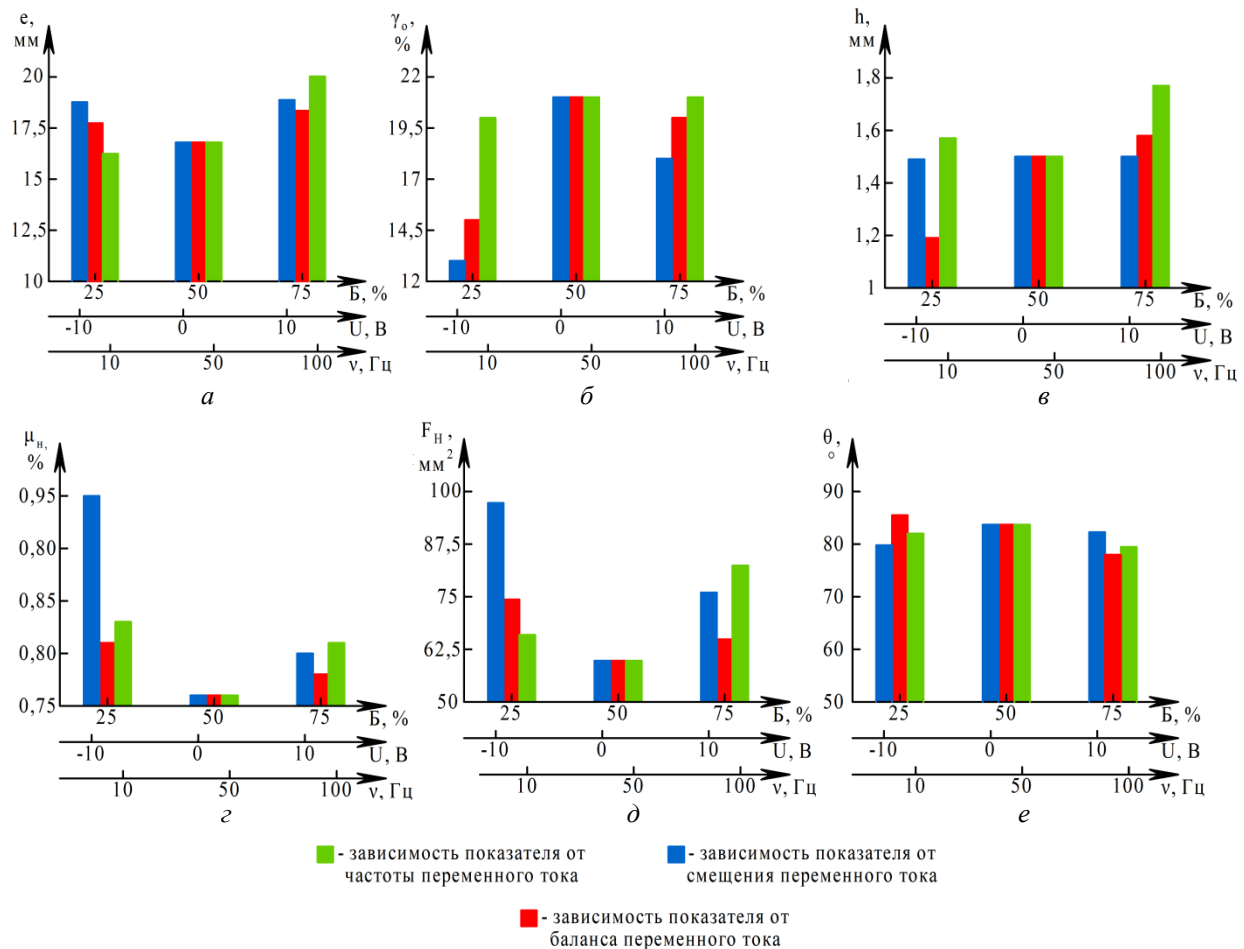 e,
мм
20
17,5
15
12,5
10
25 50 75 Б, %
-10 0 10 U, В
10 50 100 ν, Гц
а
γо,
%
22
19,5
17
14,5
12
25 50 75 Б, %
-10 0 10 U, В
10 50 100 ν, Гц
б
h,
мм
1,8
1,6
1,4
1,2
1
25 50 75 Б, %
-10 0 10 U, В
10 50 100 ν, Гц
в
μн,
%
0,95
0,80
0,85
0,80
0,75
25 50 75 Б, %
-10 0 10 U, В
10 50 100 ν, Гц
г
FН,
мм2
100
87,5
75
62,5
50
25 50 75 Б, %
-10 0 10 U, В
10 50 100 ν, Гц
д
θ,
°
90
80
70
60
50
25 50 75 Б, %
-10 0 10 U, В
10 50 100 ν, Гц
е
- зависимость показателя от
частоты переменного тока
- зависимость показателя от
смещения переменного тока
- зависимость показателя от
баланса переменного тока